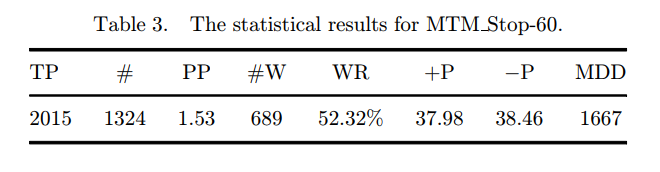 Table 3. The statistical results for MTM_Stop-60.
TP # PP #W WR +P −P MDD
2015 1324 1.53 689 52.32% 37.98 38.46 1667